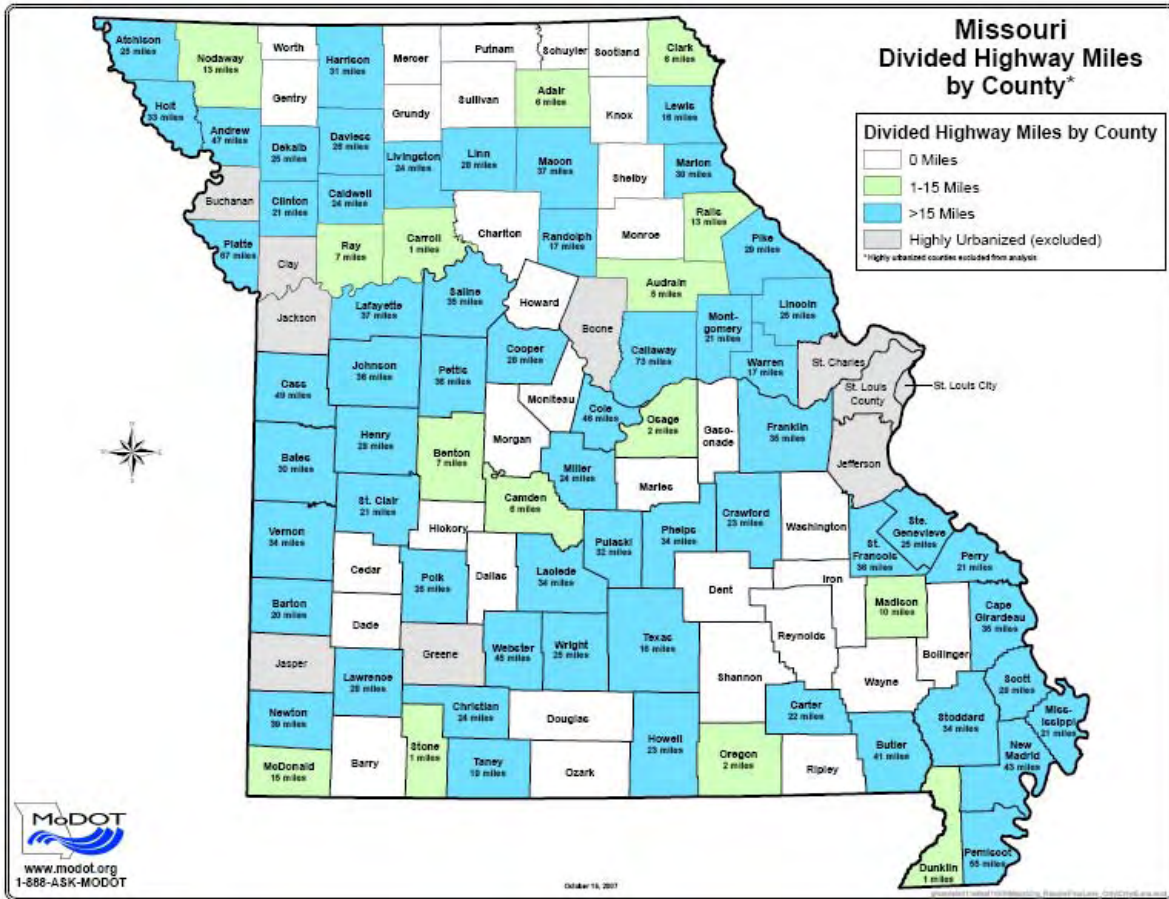 Missouri
Divided Highway Miles
by County*
Divided Highway Miles by County
0 Miles
1-15 Miles
>15 Miles
Highly Urbanized (excluded)
* Highly urbanized counties excluded from analysis
Atchison
25 miles
Nodaway
13 miles
Worth
Harrison
31 miles
Mercer
Putnam
Schuyler
Scotland
Clark
6 miles
Holt
33 miles
Andrew
47 miles
Gentry
Grundy
Sullivan
Adair
6 miles
Knox
Lewis
16 miles
Dekalb
25 miles
Daviess
26 miles
Livingston
24 miles
Linn
28 miles
Macon
37 miles
Shelby
Marion
30 miles
Buchanan
Clinton
21 miles
Caldwell
24 miles
Platte
67 miles
Clay
Ray
7 miles
Carroll
1 miles
Chariton
Randolph
17 miles
Monroe
Ralls
13 miles
Pike
29 miles
Audrain
5 miles
Jackson
Lafayette
37 miles
Saline
35 miles
Howard
Boone
Callaway
73 miles
Mont-
gomery
21 miles
Lincoln
25 miles
Warren
17 miles
St. Charles
St. Louis
County
St. Louis City
Cass
49 miles
Johnson
36 miles
Pettis
36 miles
Cooper
28 miles
Moniteau
Cole
46 miles
Osage
2 miles
Gas-
onade
Franklin
35 miles
Jefferson
Bates
30 miles
Henry
28 miles
Benton
7 miles
Morgan
Miller
24 miles
Maries
Camden
6 miles
St. Clair
21 miles
Hickory
Pulaski
32 miles
Phelps
34 miles
Crawford
23 miles
Washington
St.
Francois
36 miles
Ste.
Genevieve
25 miles
Perry
21 miles
Vernon
34 miles
Cedar
Polk
35 miles
Dallas
Laclede
34 miles
Dent
Iron
Madison
10 miles
Bollinger
Cape
Girardeau
35 miles
Barton
20 miles
Dade
Greene
Webster
45 miles
Wright
25 miles
Texas
16 miles
Shannon
Reynolds
Wayne
Scott
28 miles
Miss-
issippi
21 miles
Jasper
Lawrence
28 miles
Christian
24 miles
Douglas
Howell
23 miles
Carter
22 miles
Butler
41 miles
Stoddard
34 miles
New
Madrid
43 miles
Newton
39 miles
McDonald
15 miles
Barry
Stone
1 miles
Taney
19 miles
Ozark
Oregon
2 miles
Ripley
Dunklin
1 miles
Pemiscot
55 miles
MoDOT
www.modot.org
1-888-ASK-MODOT
October 15, 2007